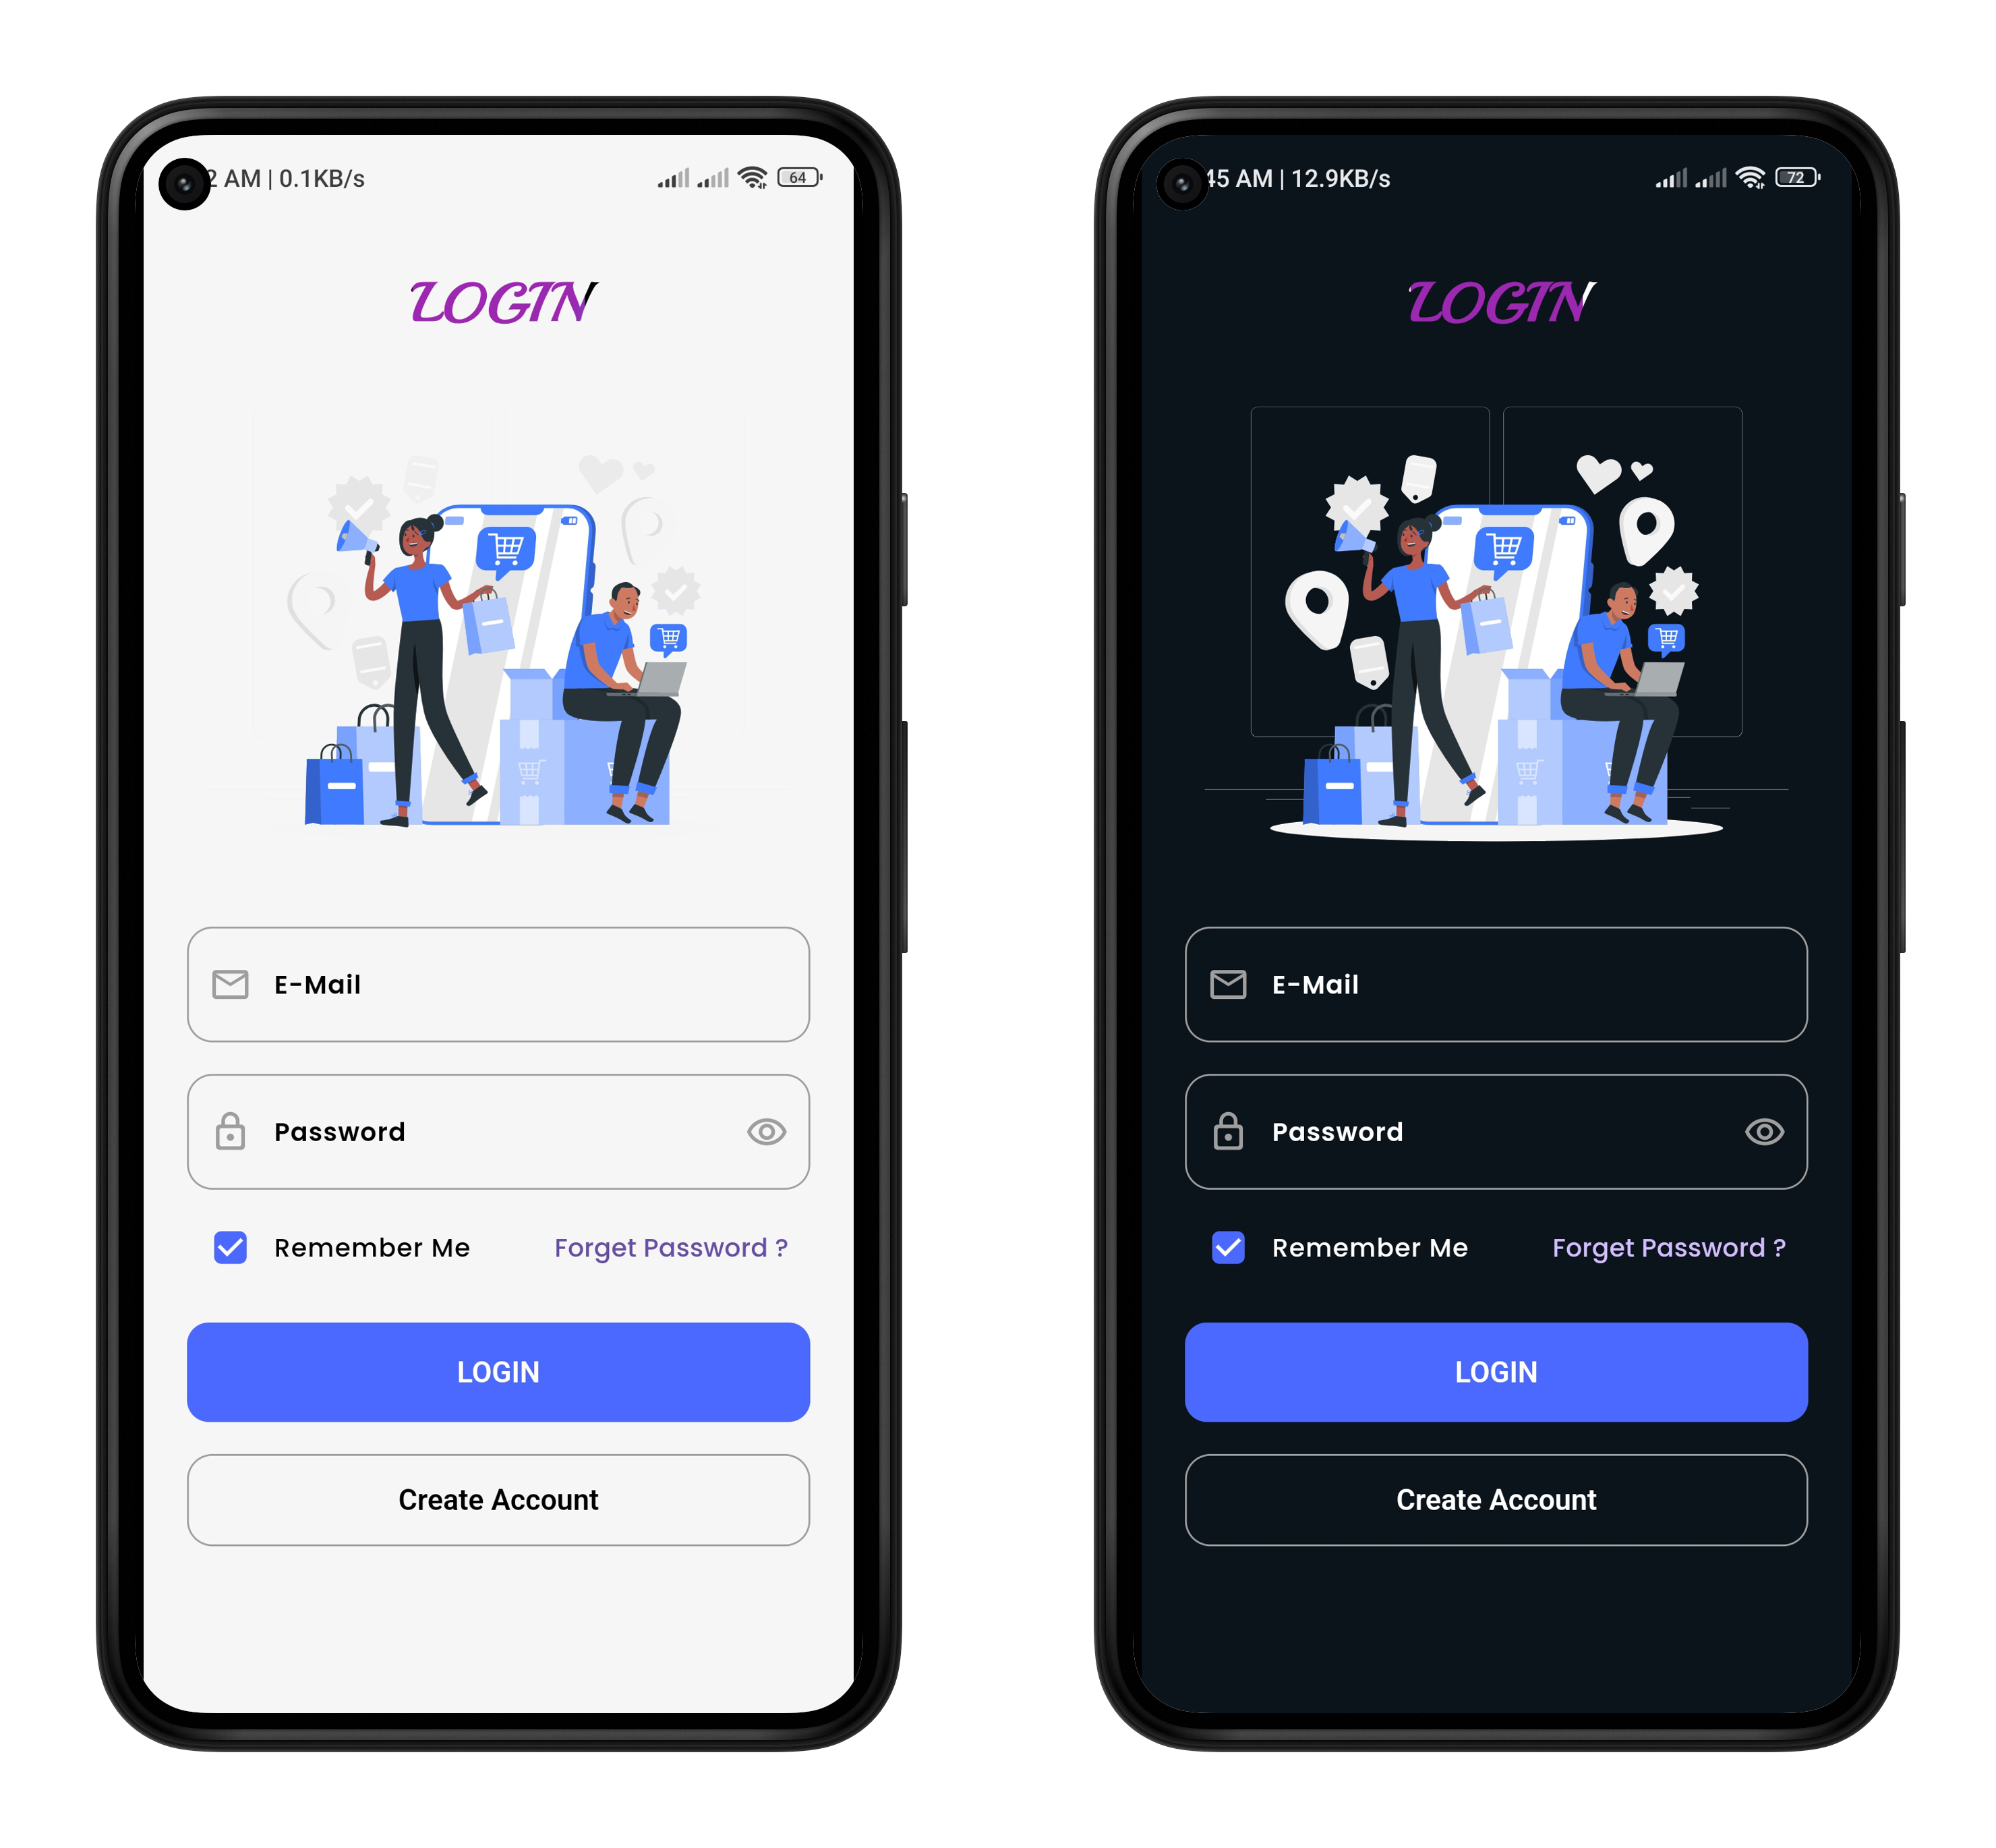 2 AM | 0.1KB/s
64
LOGIN
E-Mail
Password
Remember Me
Forget Password ?
LOGIN
Create Account
45 AM | 12.9KB/s
72
LOGIN
E-Mail
Password
Remember Me
Forget Password ?
LOGIN
Create Account